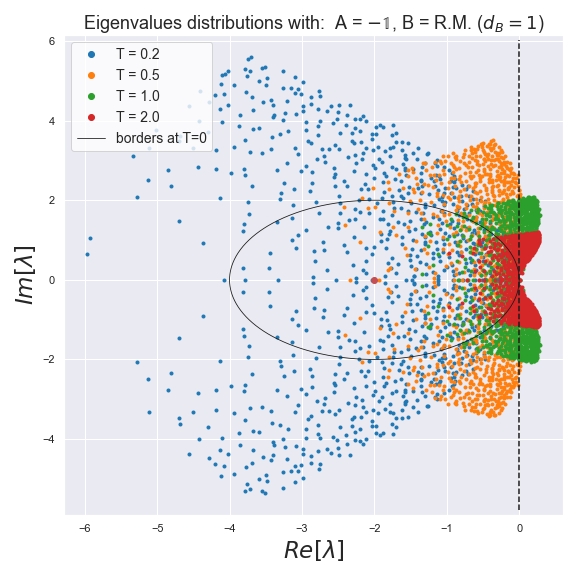 Eigenvalues distributions with:  A = −𝟙, B = R.M. (d_B = 1)
T = 0.2
T = 0.5
T = 1.0
T = 2.0
borders at T=0
6
4
2
0
−2
−4
Im[λ]
−6 −5 −4 −3 −2 −1 0
Re[λ]